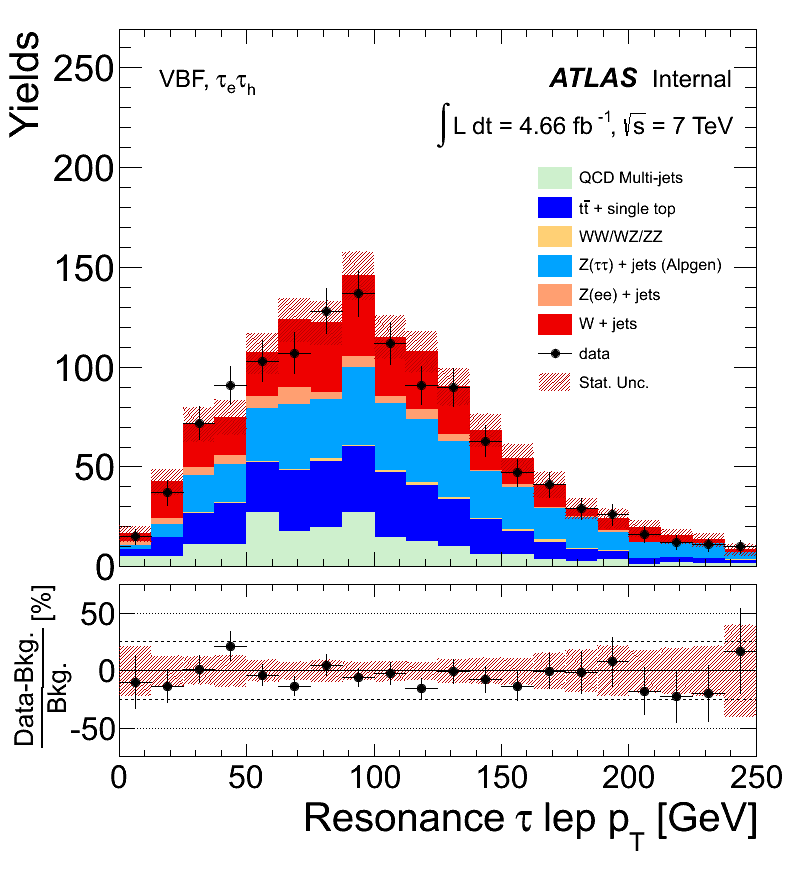 Yields
250
200
150
100
50
0
VBF, τeτh
ATLAS Internal
∫L dt = 4.66 fb-1, √s = 7 TeV
QCD Multi-jets
tt̄ + single top
WW/WZ/ZZ
Z(ττ) + jets (Alpgen)
Z(ee) + jets
W + jets
data
Stat. Unc.
Data-Bkg.
Bkg.
[%]
50
0
-50
0 50 100 150 200 250
Resonance τ lep pT [GeV]